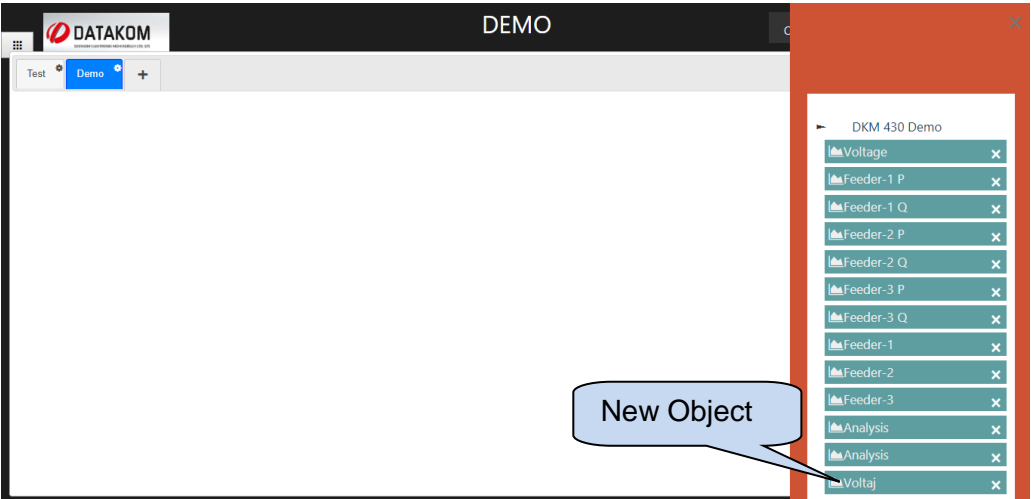 DATAKOM
DEMO
Test
Demo
+
DKM 430 Demo
Voltage
Feeder-1 P
Feeder-1 Q
Feeder-2 P
Feeder-2 Q
Feeder-3 P
Feeder-3 Q
Feeder-1
Feeder-2
Feeder-3
Analysis
Analysis
Voltaj
New Object